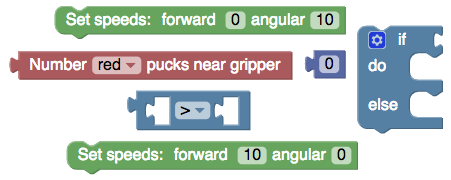 Set speeds: forward 0 angular 10
if
Number red pucks near gripper 0
do
>
else
Set speeds: forward 10 angular 0